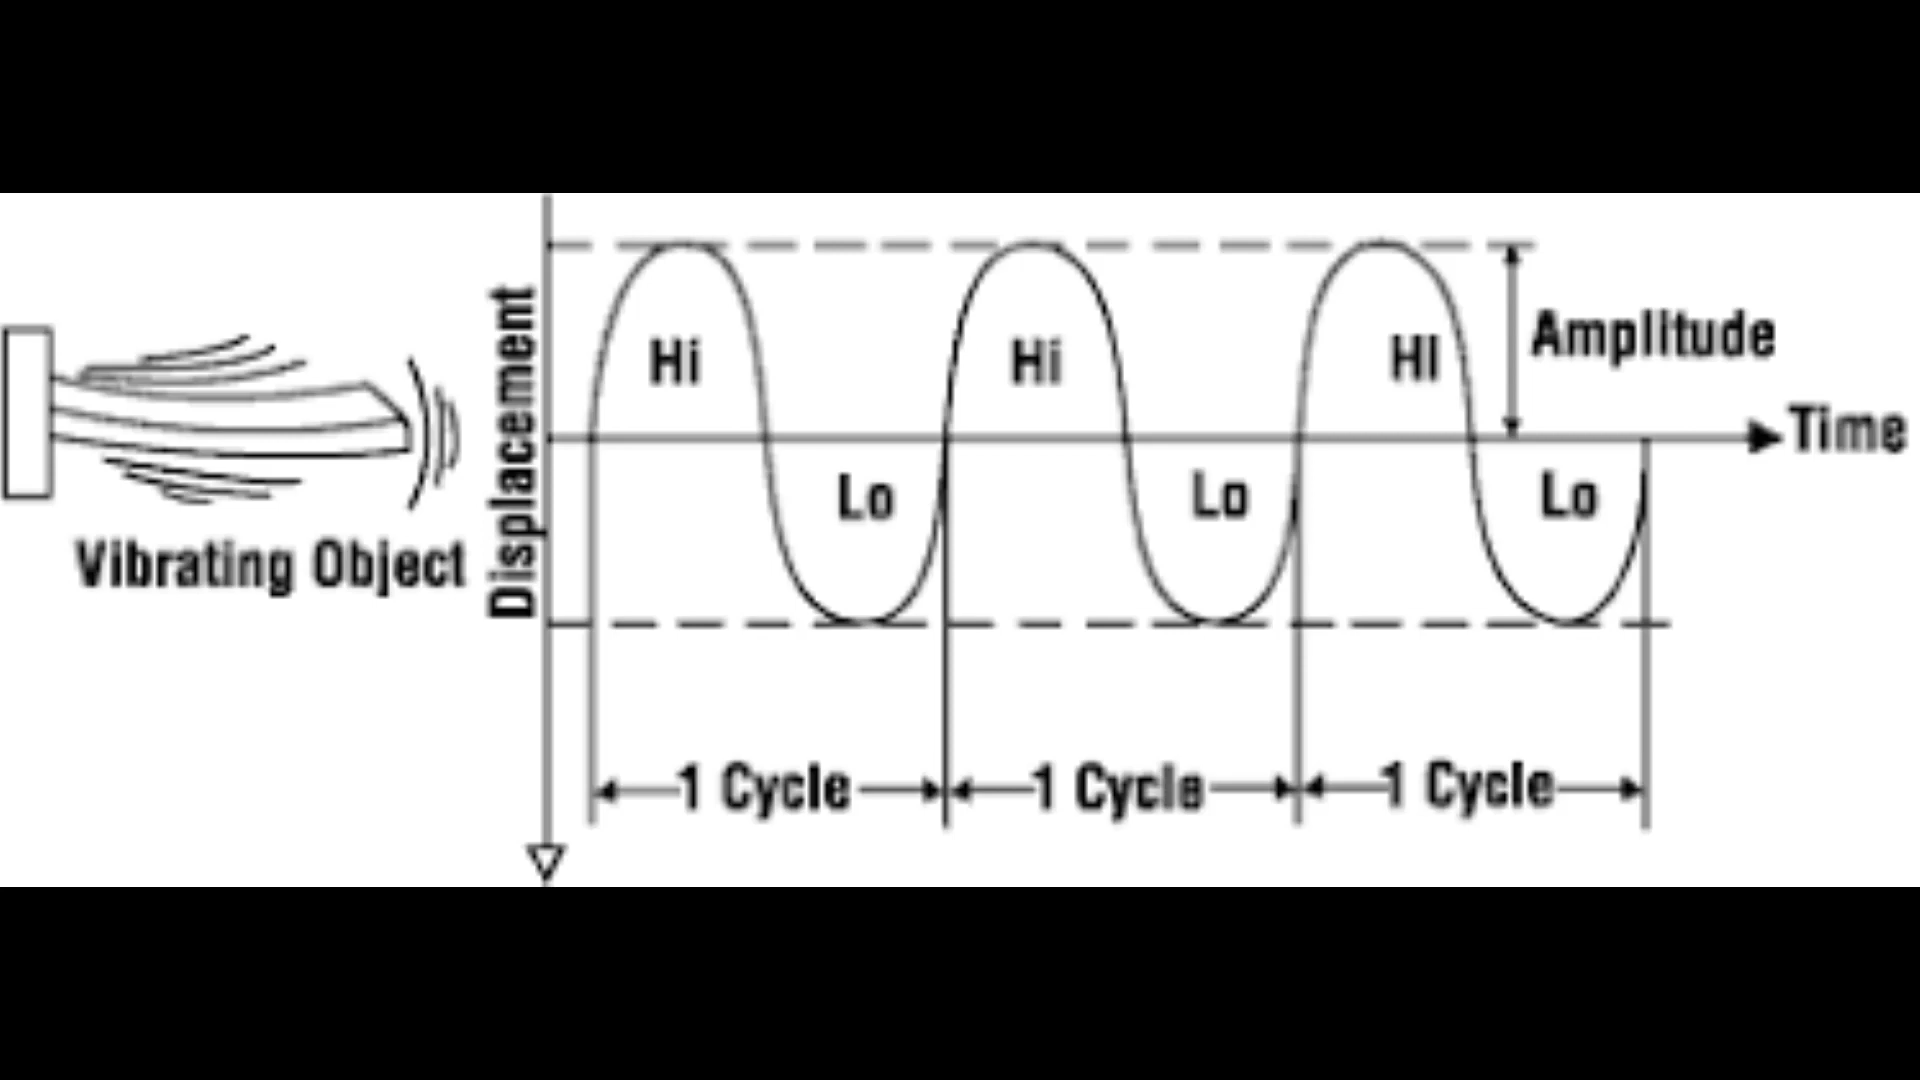 Vibrating Object
Displacement
Hi
Hi
HI
Amplitude
Time
Lo
Lo
Lo
1 Cycle
1 Cycle
1 Cycle